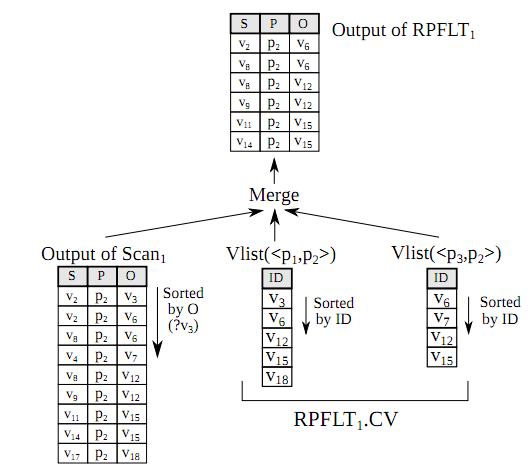 S P O
v₂ p₂ v₆
v₈ p₂ v₆
v₈ p₂ v₁₂
v₉ p₂ v₁₂
v₁₁ p₂ v₁₅
v₁₄ p₂ v₁₅
Output of RPFLT₁
Merge
Output of Scan₁
S P O
v₂ p₂ v₃
v₂ p₂ v₆
v₈ p₂ v₆
v₄ p₂ v₇
v₈ p₂ v₁₂
v₉ p₂ v₁₂
v₁₁ p₂ v₁₅
v₁₄ p₂ v₁₅
v₁₇ p₂ v₁₈
Sorted
by O
(?v₃)
Vlist(<p₁,p₂>)
ID
v₃
v₆
v₁₂
v₁₅
v₁₈
Sorted
by ID
Vlist(<p₃,p₂>)
ID
v₆
v₇
v₁₂
v₁₅
Sorted
by ID
RPFLT₁.CV